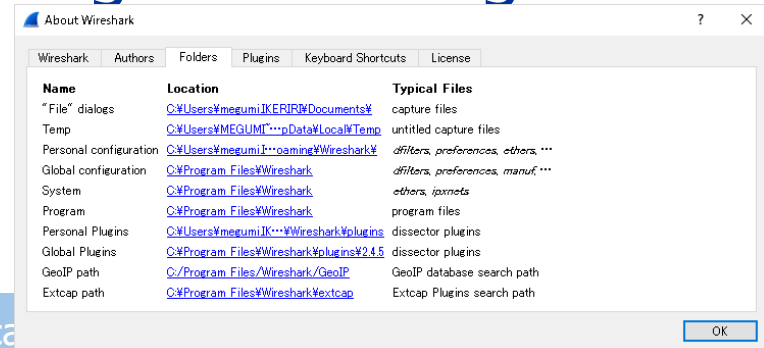 About Wireshark
Wireshark Authors Folders Plugins Keyboard Shortcuts License
Name Location Typical Files
"File" dialogs C:¥Users¥megumi.IKERIRI¥Documents¥ capture files
Temp C:¥Users¥MEGUMI~···pData¥Local¥Temp untitled capture files
Personal configuration C:¥Users¥megumi.I···oaming¥Wireshark¥ dfilters, preferences, ethers, ···
Global configuration C:¥Program Files¥Wireshark dfilters, preferences, manuf, ···
System C:¥Program Files¥Wireshark ethers, ipxnets
Program C:¥Program Files¥Wireshark program files
Personal Plugins C:¥Users¥megumi.IK···¥Wireshark¥plugins dissector plugins
Global Plugins C:¥Program Files¥Wireshark¥plugins¥2.4.5 dissector plugins
GeoIP path C:/Program Files/Wireshark/GeoIP GeoIP database search path
Extcap path C:¥Program Files¥Wireshark¥extcap Extcap Plugins search path
OK